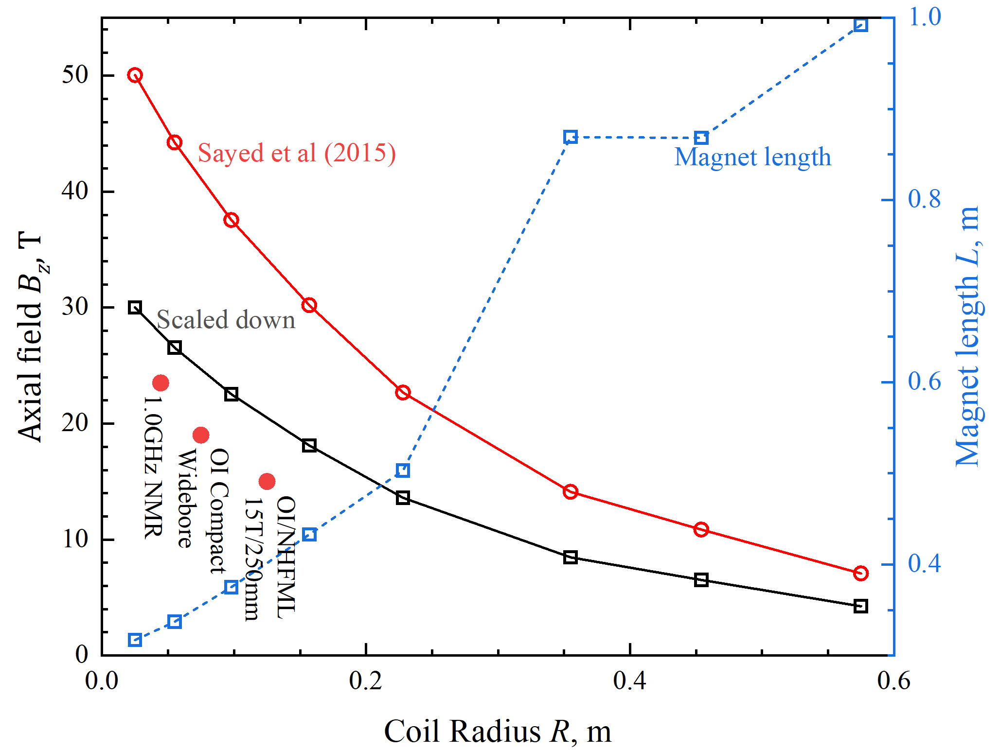 1.0
50
Sayed et al (2015)
Magnet length
40
0.8
Axial field Bz, T
30
Scaled down
Magnet length L, m
0.6
20
1.0GHz NMR
OI Compact
Widebore
OI/NHFML
15T/250mm
10
0.4
0
0.0
0.2
0.4
0.6
Coil Radius R, m